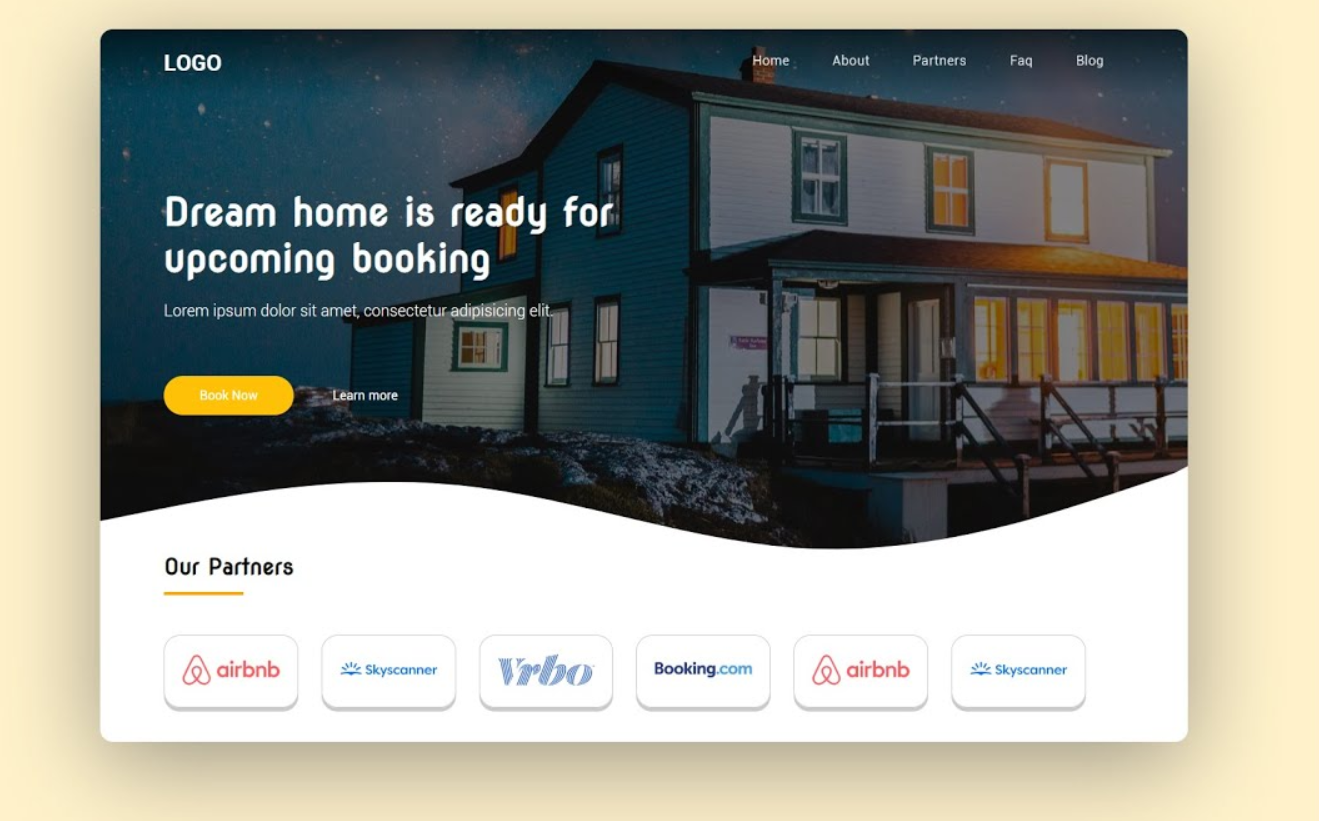 LOGO
Home About Partners Faq Blog
Dream home is ready for
upcoming booking
Lorem ipsum dolor sit amet, consectetur adipisicing elit.
Book Now Learn more
Our Partners
airbnb Skyscanner Vrbo Booking.com airbnb Skyscanner